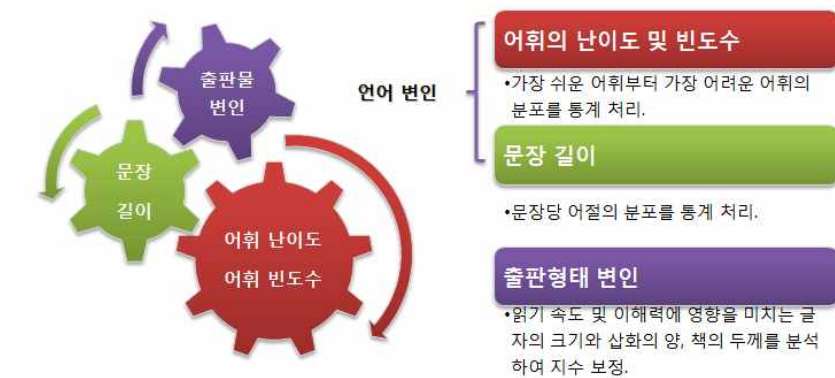 출판물
변인
문장
길이
어휘 난이도
어휘 빈도수
언어 변인
어휘의 난이도 및 빈도수
•가장 쉬운 어휘부터 가장 어려운 어휘의
분포를 통계 처리.
문장 길이
•문장당 어절의 분포를 통계 처리.
출판형태 변인
•읽기 속도 및 이해력에 영향을 미치는 글
자의 크기와 삽화의 양, 책의 두께를 분석
하여 지수 보정.